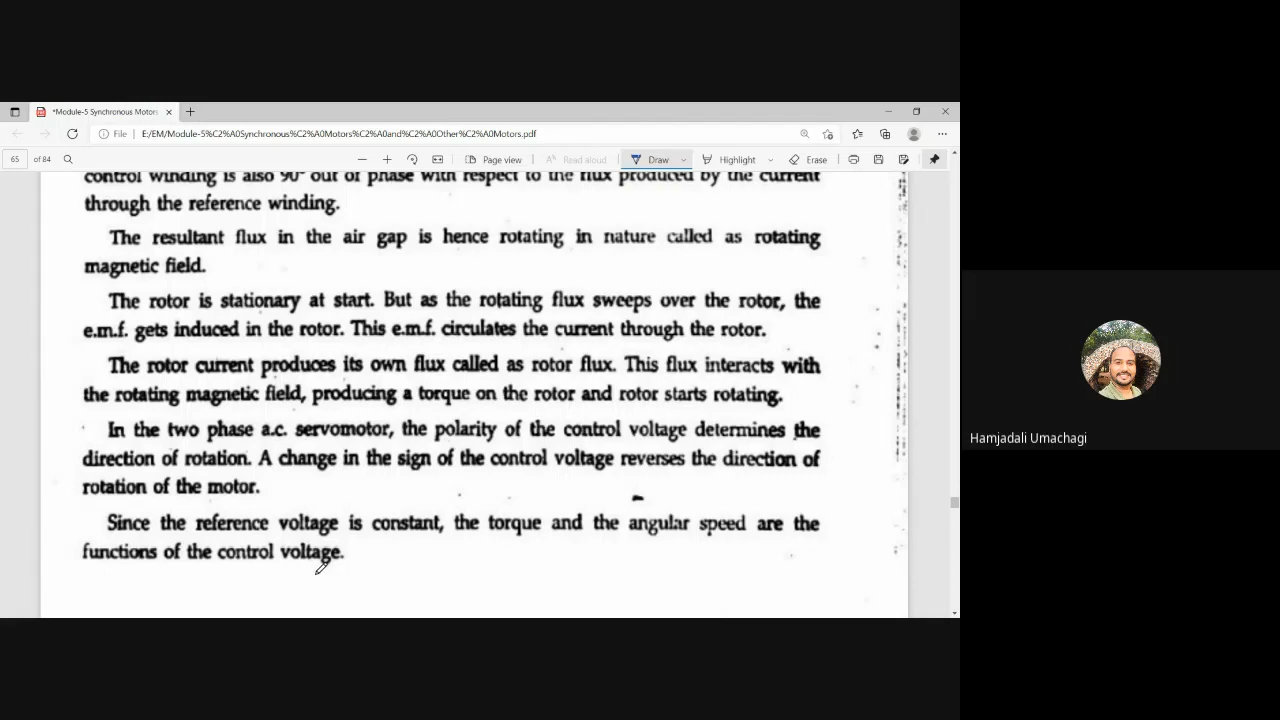 *Module-5 Synchronous Motors
File
E:/EM/Module-5%C2%A0Synchronous%C2%A0Motors%C2%A0and%C2%A0Other%C2%A0Motors.pdf
65 of 84
Page view
Read aloud
Draw
Highlight
Erase
control winding is also 90° out of phase with respect to the flux produced by the current
through the reference winding.
The resultant flux in the air gap is hence rotating in nature called as rotating
magnetic field.
The rotor is stationary at start. But as the rotating flux sweeps over the rotor, the
e.m.f. gets induced in the rotor. This e.m.f. circulates the current through the rotor.
The rotor current produces its own flux called as rotor flux. This flux interacts with
the rotating magnetic field, producing a torque on the rotor and rotor starts rotating.
In the two phase a.c. servomotor, the polarity of the control voltage determines the
direction of rotation. A change in the sign of the control voltage reverses the direction of
rotation of the motor.
Since the reference voltage is constant, the torque and the angular speed are the
functions of the control voltage.
Hamjadali Umachagi